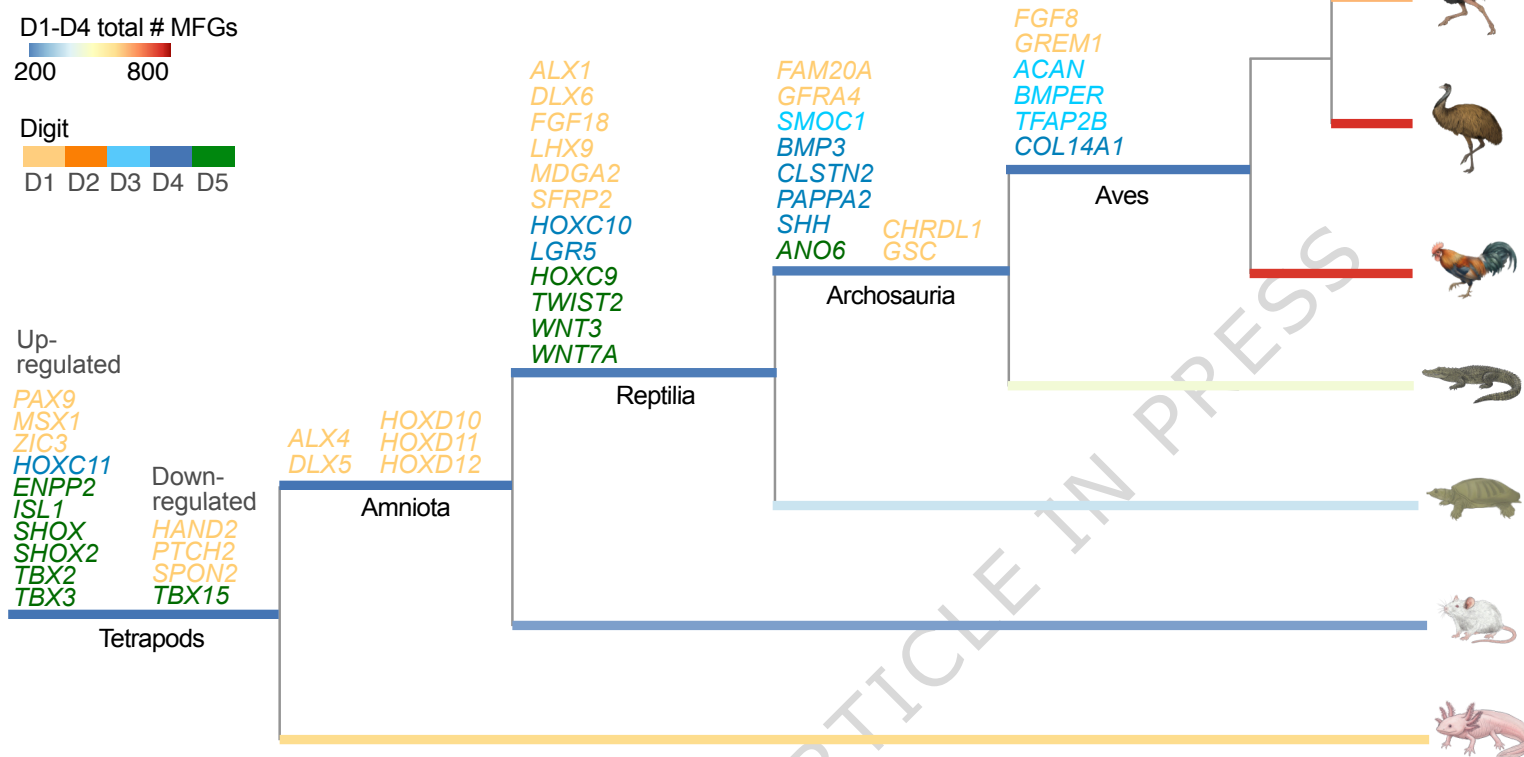 D1-D4 total # MFGs
200 800
Digit
D1 D2 D3 D4 D5
Up-
regulated
PAX9
MSX1
ZIC3
HOXC11
ENPP2
ISL1
SHOX
SHOX2
TBX2
TBX3
Down-
regulated
HAND2
PTCH2
SPON2
TBX15
Tetrapods
ALX4
DLX5
HOXD10
HOXD11
HOXD12
Amniota
ALX1
DLX6
FGF18
LHX9
MDGA2
SFRP2
HOXC10
LGR5
HOXC9
TWIST2
WNT3
WNT7A
Reptilia
FAM20A
GFRA4
SMOC1
BMP3
CLSTN2
PAPPA2
SHH
ANO6
CHRDL1
GSC
Archosauria
FGF8
GREM1
ACAN
BMPER
TFAP2B
COL14A1
Aves
RTICLE IN PRESS